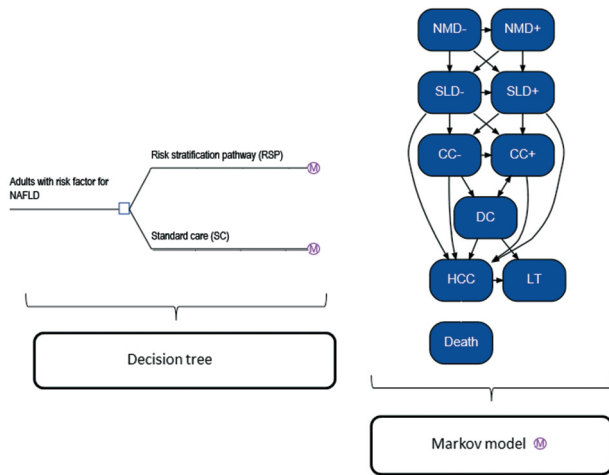 NMD- NMD+
SLD- SLD+
Risk stratification pathway (RSP) M
CC- CC+
Adults with risk factor for
NAFLD
DC
Standard care (SC) M
HCC LT
Death
Decision tree
Markov model M